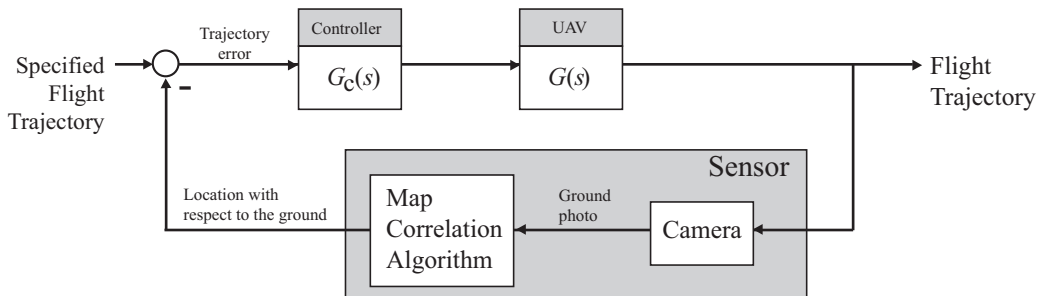 Specified
Flight
Trajectory
Trajectory
error
Controller
Gc(s)
UAV
G(s)
Flight
Trajectory
-
Sensor
Location with
respect to the ground
Map
Correlation
Algorithm
Ground
photo
Camera